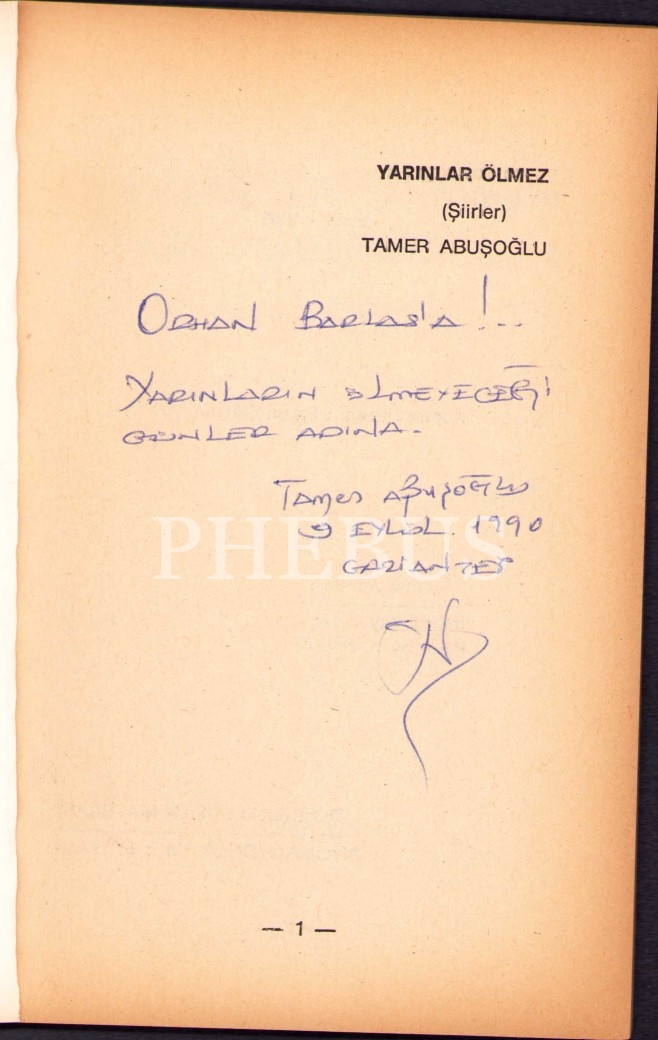 YARINLAR ÖLMEZ
(Şiirler)
TAMER ABUŞOĞLU
ORHAN BARLAS'A !...
YARINLARIN ÖLMEYECEĞİ
GÜNLER ADINA.
Tamer Abuşoğlu
9 EYLÜL. 1990
GAZİANTEP
PHEBUS
— 1 —